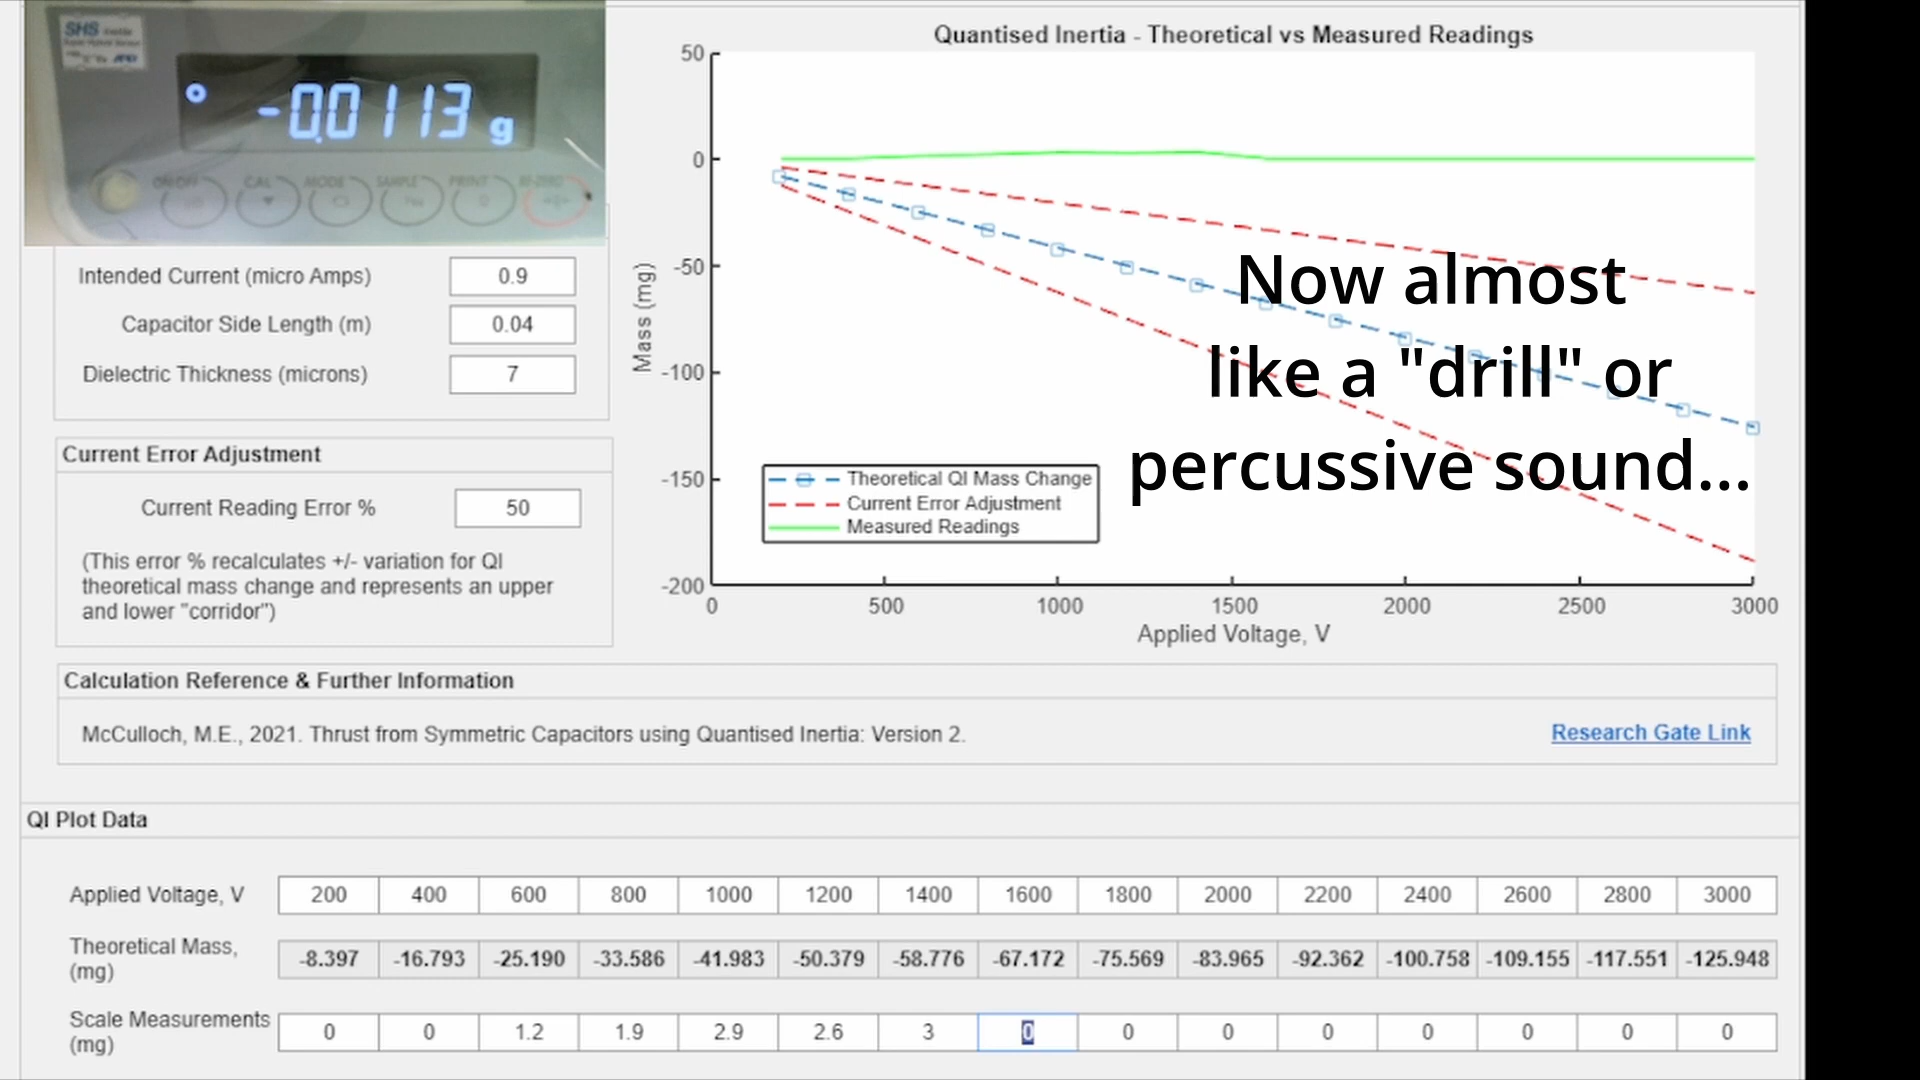 SHS
-0.0113 g
ON:OFF CAL MODE SAMPLE PRINT RE-ZERO
Quantised Inertia - Theoretical vs Measured Readings
50
0
-50
-100
-150
-200
Mass (mg)
0 500 1000 1500 2000 2500 3000
Applied Voltage, V
Theoretical QI Mass Change
Current Error Adjustment
Measured Readings
Now almost
like a "drill" or
percussive sound...
Intended Current (micro Amps) 0.9
Capacitor Side Length (m) 0.04
Dielectric Thickness (microns) 7
Current Error Adjustment
Current Reading Error % 50
(This error % recalculates +/- variation for QI
theoretical mass change and represents an upper
and lower "corridor")
Calculation Reference & Further Information
McCulloch, M.E., 2021. Thrust from Symmetric Capacitors using Quantised Inertia: Version 2. Research Gate Link
QI Plot Data
Applied Voltage, V 200 400 600 800 1000 1200 1400 1600 1800 2000 2200 2400 2600 2800 3000
Theoretical Mass,
(mg) -8.397 -16.793 -25.190 -33.586 -41.983 -50.379 -58.776 -67.172 -75.569 -83.965 -92.362 -100.758 -109.155 -117.551 -125.948
Scale Measurements
(mg) 0 0 1.2 1.9 2.9 2.6 3 0 0 0 0 0 0 0 0